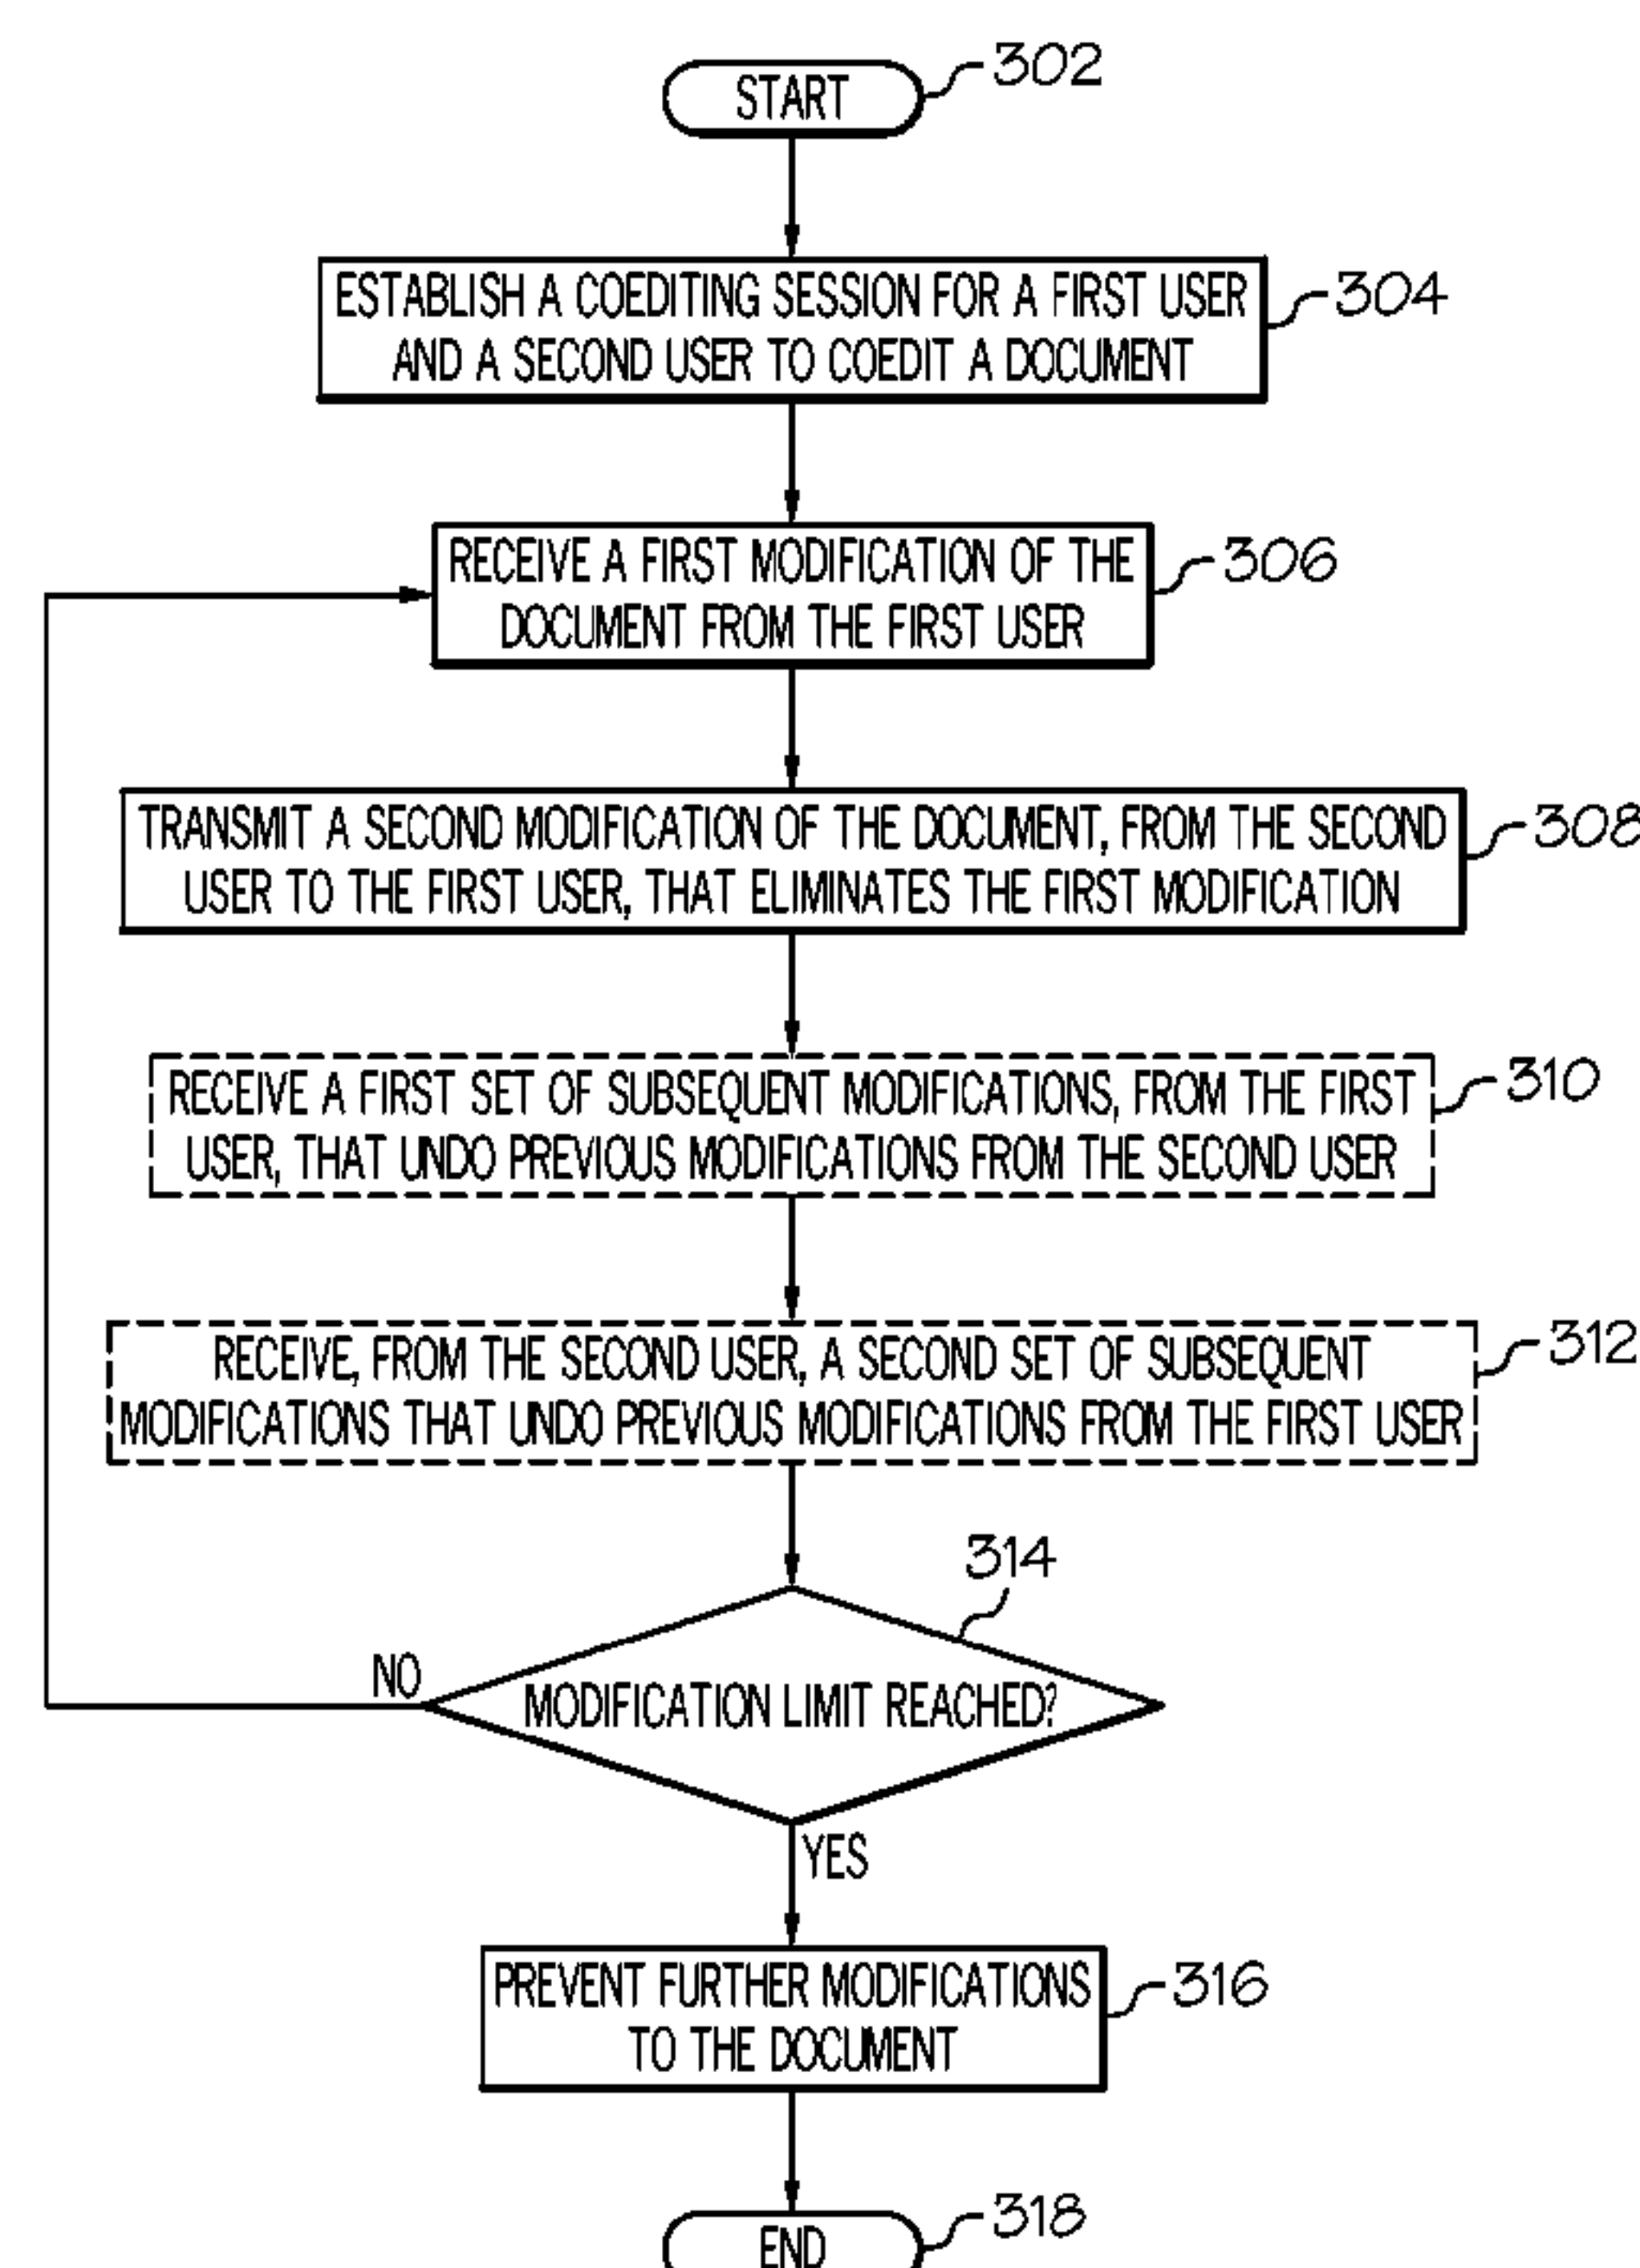 START
302
ESTABLISH A COEDITING SESSION FOR A FIRST USER
AND A SECOND USER TO COEDIT A DOCUMENT
304
RECEIVE A FIRST MODIFICATION OF THE
DOCUMENT FROM THE FIRST USER
306
TRANSMIT A SECOND MODIFICATION OF THE DOCUMENT, FROM THE SECOND
USER TO THE FIRST USER, THAT ELIMINATES THE FIRST MODIFICATION
308
RECEIVE A FIRST SET OF SUBSEQUENT MODIFICATIONS, FROM THE FIRST
USER, THAT UNDO PREVIOUS MODIFICATIONS FROM THE SECOND USER
310
RECEIVE, FROM THE SECOND USER, A SECOND SET OF SUBSEQUENT
MODIFICATIONS THAT UNDO PREVIOUS MODIFICATIONS FROM THE FIRST USER
312
314
NO
MODIFICATION LIMIT REACHED?
YES
PREVENT FURTHER MODIFICATIONS
TO THE DOCUMENT
316
318
END